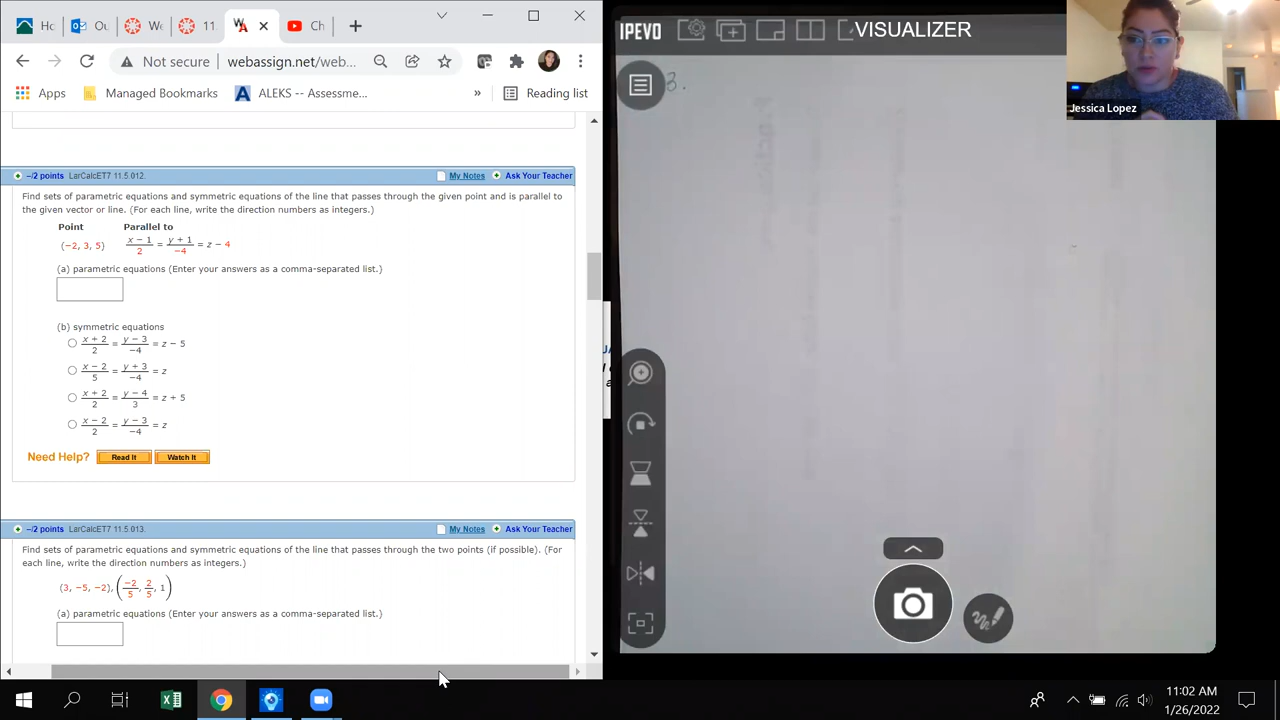 Ho
Ou
11
Ch
Not secure
webassign.net/web...
Apps
Managed Bookm
ALEKS -- Assessme...
»
Reading list
IPEVO
VISUALIZER
Jessica Lopez
3.
–/2 points LarCalcET7 11.5.012.
My Notes
Ask Your Teacher
Find sets of parametric equations and symmetric equations of the line that passes through the given point and is parallel to
the given vector or line. (For each line, write the direction numbers as integers.)
Point Parallel to
(−2, 3, 5) x − 1/2 = y + 1/−4 = z − 4
(a) parametric equations (Enter your answers as a comma-separated list.)
(b) symmetric equations
x + 2/2 = y − 3/−4 = z − 5
x − 2/5 = y + 3/−4 = z
x + 2/2 = y − 4/3 = z + 5
x − 2/2 = y − 3/−4 = z
Need Help? Read It Watch It
–/2 points LarCalcET7 11.5.013.
My Notes
Ask Your Teacher
Find sets of parametric equations and symmetric equations of the line that passes through the two points (if possible). (For
each line, write the direction numbers as integers.)
(3, −5, −2), (−2/5, 2/5, 1)
(a) parametric equations (Enter your answers as a comma-separated list.)
11:02 AM
1/26/2022